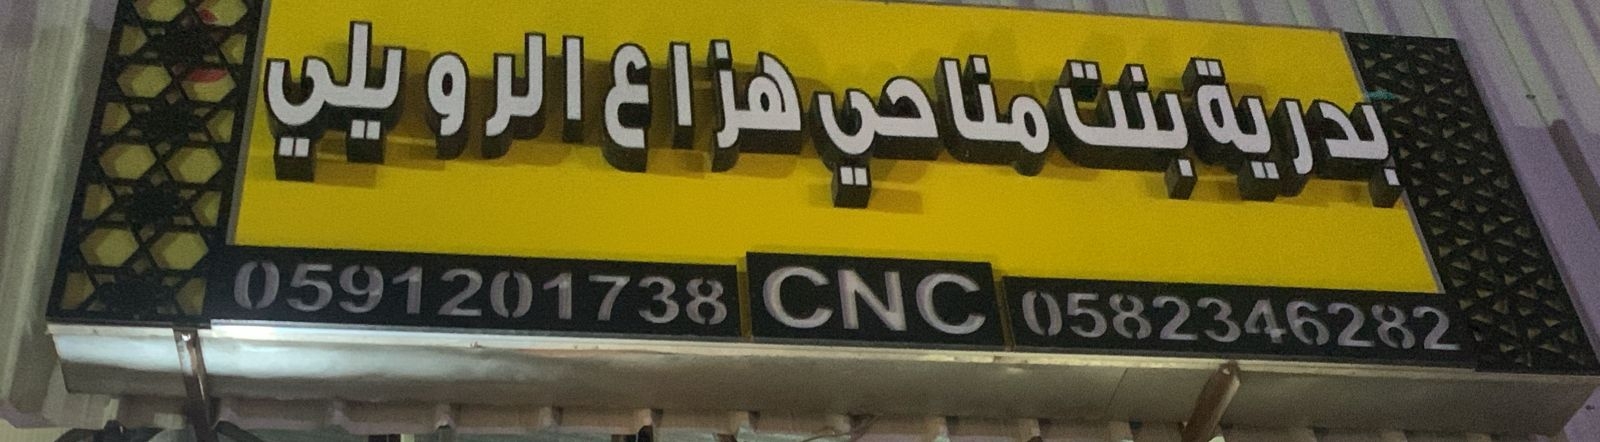 بدرية بنت مناحي هزاع الرويلي
0591201738 CNC 0582346282